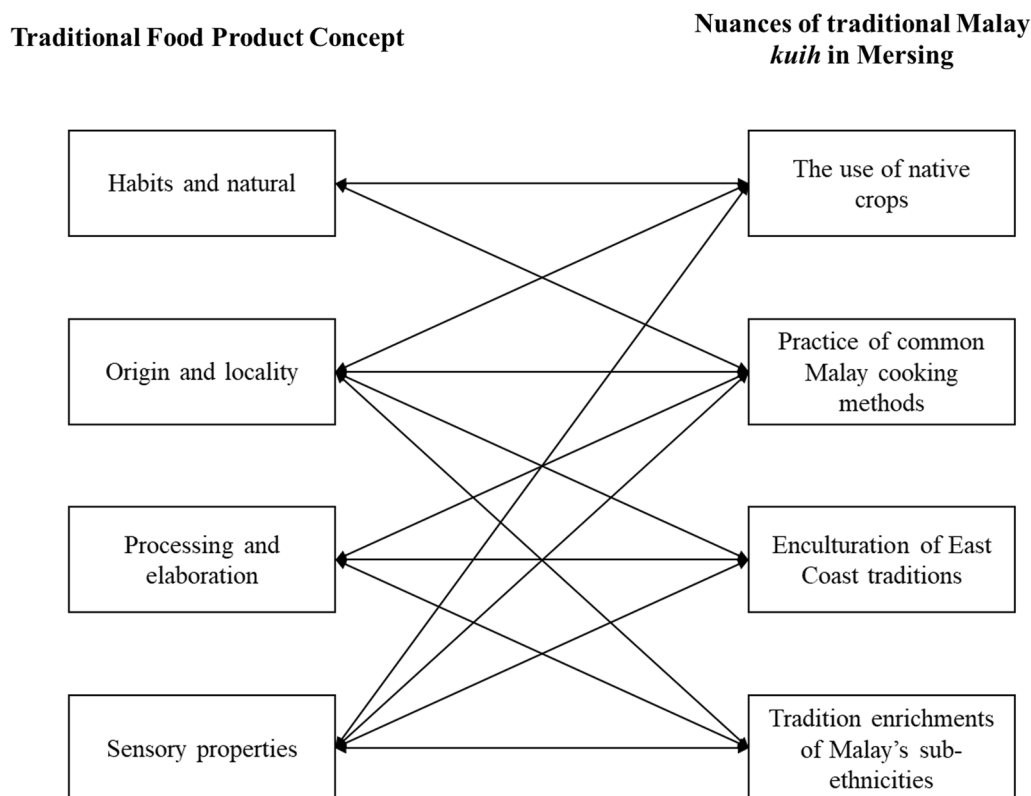 Traditional Food Product Concept
Nuances of traditional Malay
kuih in Mersing
Habits and natural
The use of native
crops
Origin and locality
Practice of common
Malay cooking
methods
Processing and
elaboration
Enculturation of East
Coast traditions
Sensory properties
Tradition enrichments
of Malay’s sub-
ethnicities